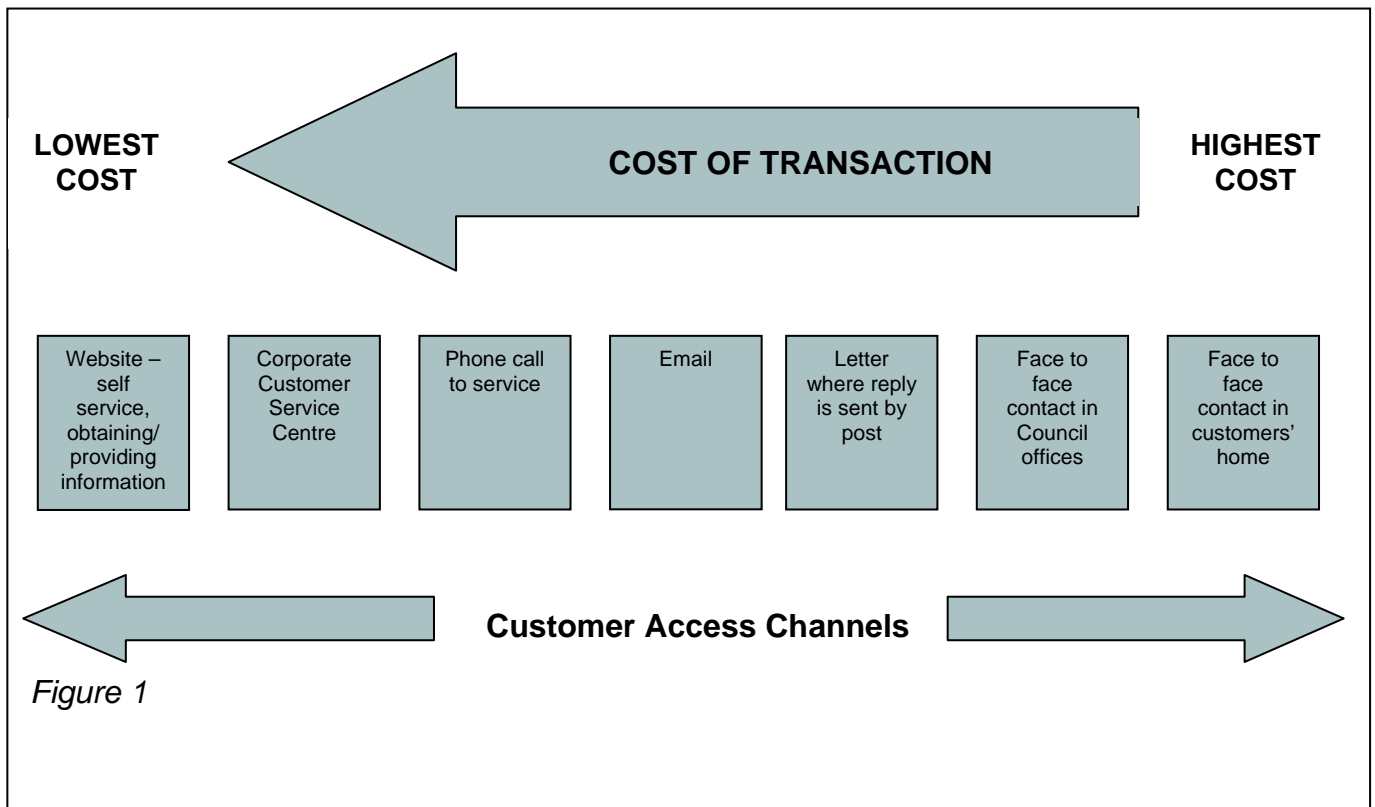 LOWEST
COST
COST OF TRANSACTION
HIGHEST
COST
Website –
self
service,
obtaining/
providing
information
Corporate
Customer
Service
Centre
Phone call
to service
Email
Letter
where reply
is sent by
post
Face to
face
contact in
Council
offices
Face to
face
contact in
customers’
home
Customer Access Channels
Figure 1